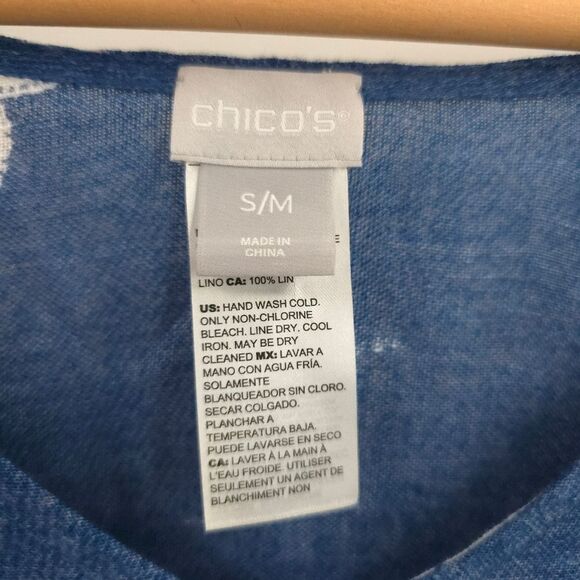 chico's®
S/M
MADE IN
CHINA
LINO CA: 100% LIN
US: HAND WASH COLD.
ONLY NON-CHLORINE
BLEACH. LINE DRY. COOL
IRON. MAY BE DRY
CLEANED MX: LAVAR A
MANO CON AGUA FRÍA.
SOLAMENTE
BLANQUEADOR SIN CLORO.
SECAR COLGADO.
PLANCHAR A
TEMPERATURA BAJA.
PUEDE LAVARSE EN SECO
CA: LAVER À LA MAIN À
L'EAU FROIDE. UTILISER
SEULEMENT UN AGENT DE
BLANCHIMENT NON